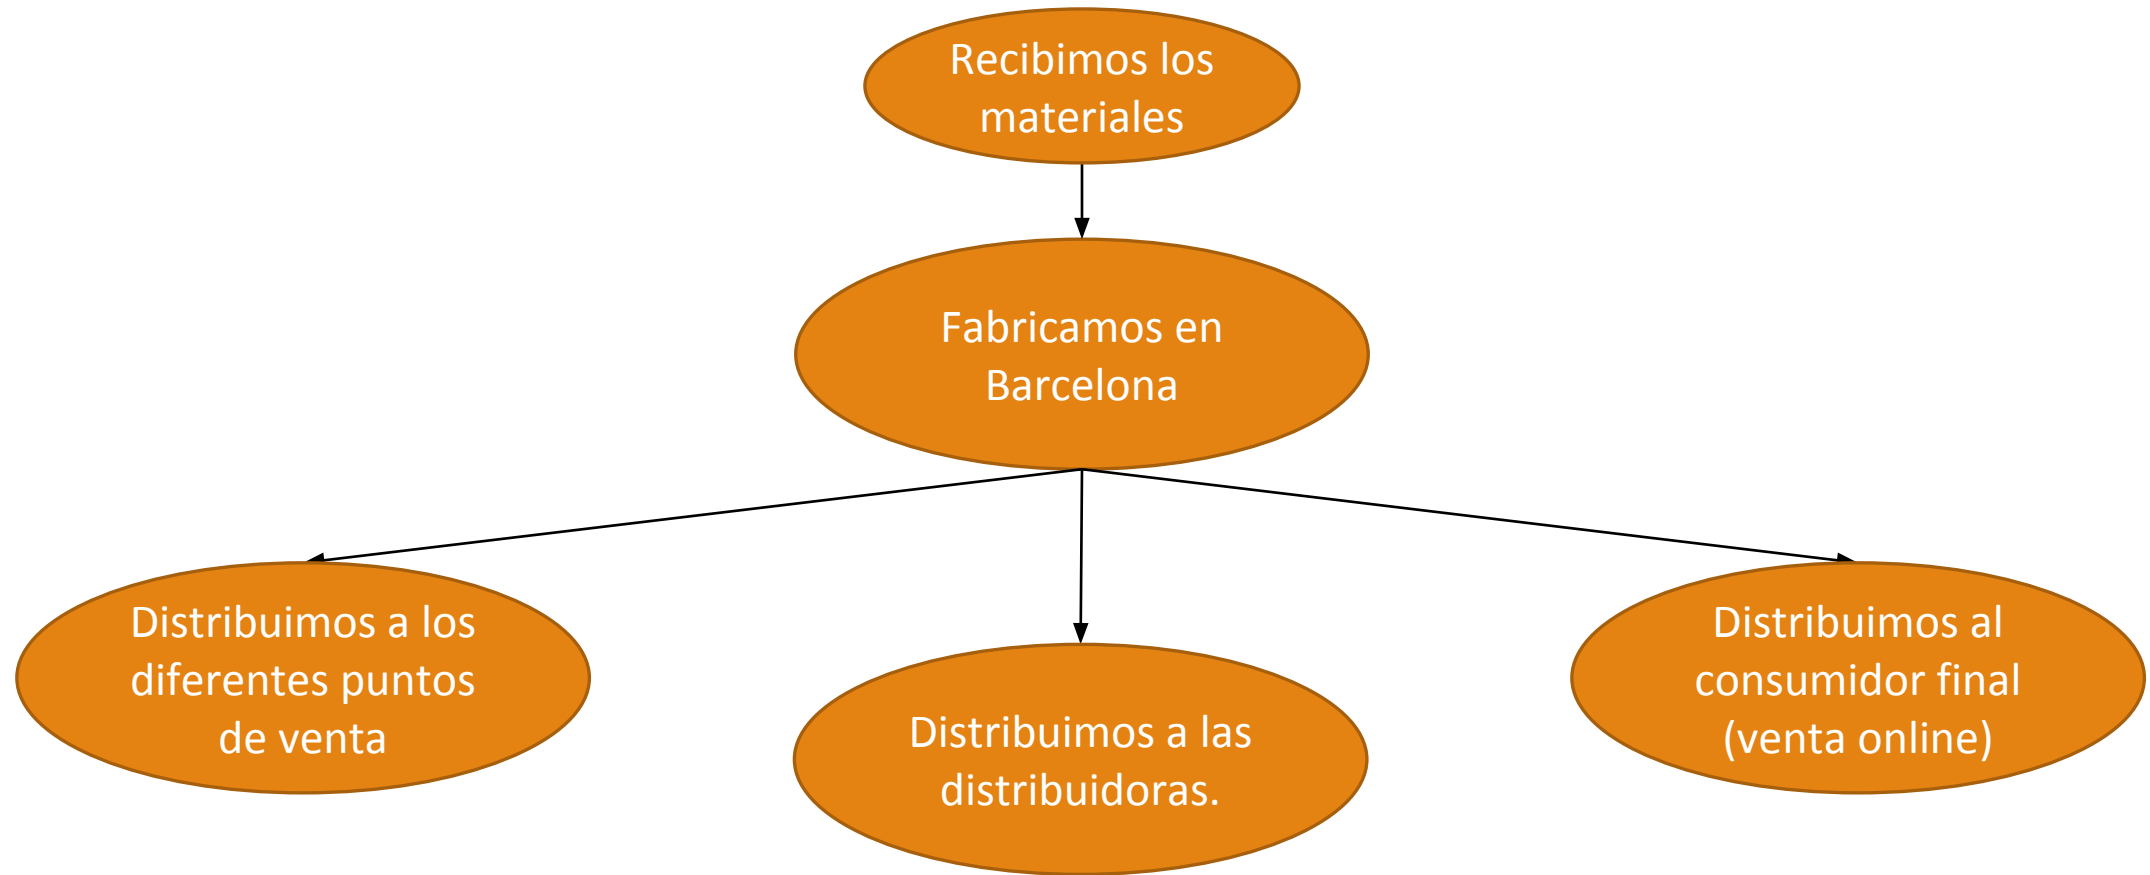 Recibimos los
materiales
Fabricamos en
Barcelona
Distribuimos a los
diferentes puntos
de venta
Distribuimos a las
distribuidoras.
Distribuimos al
consumidor final
(venta online)